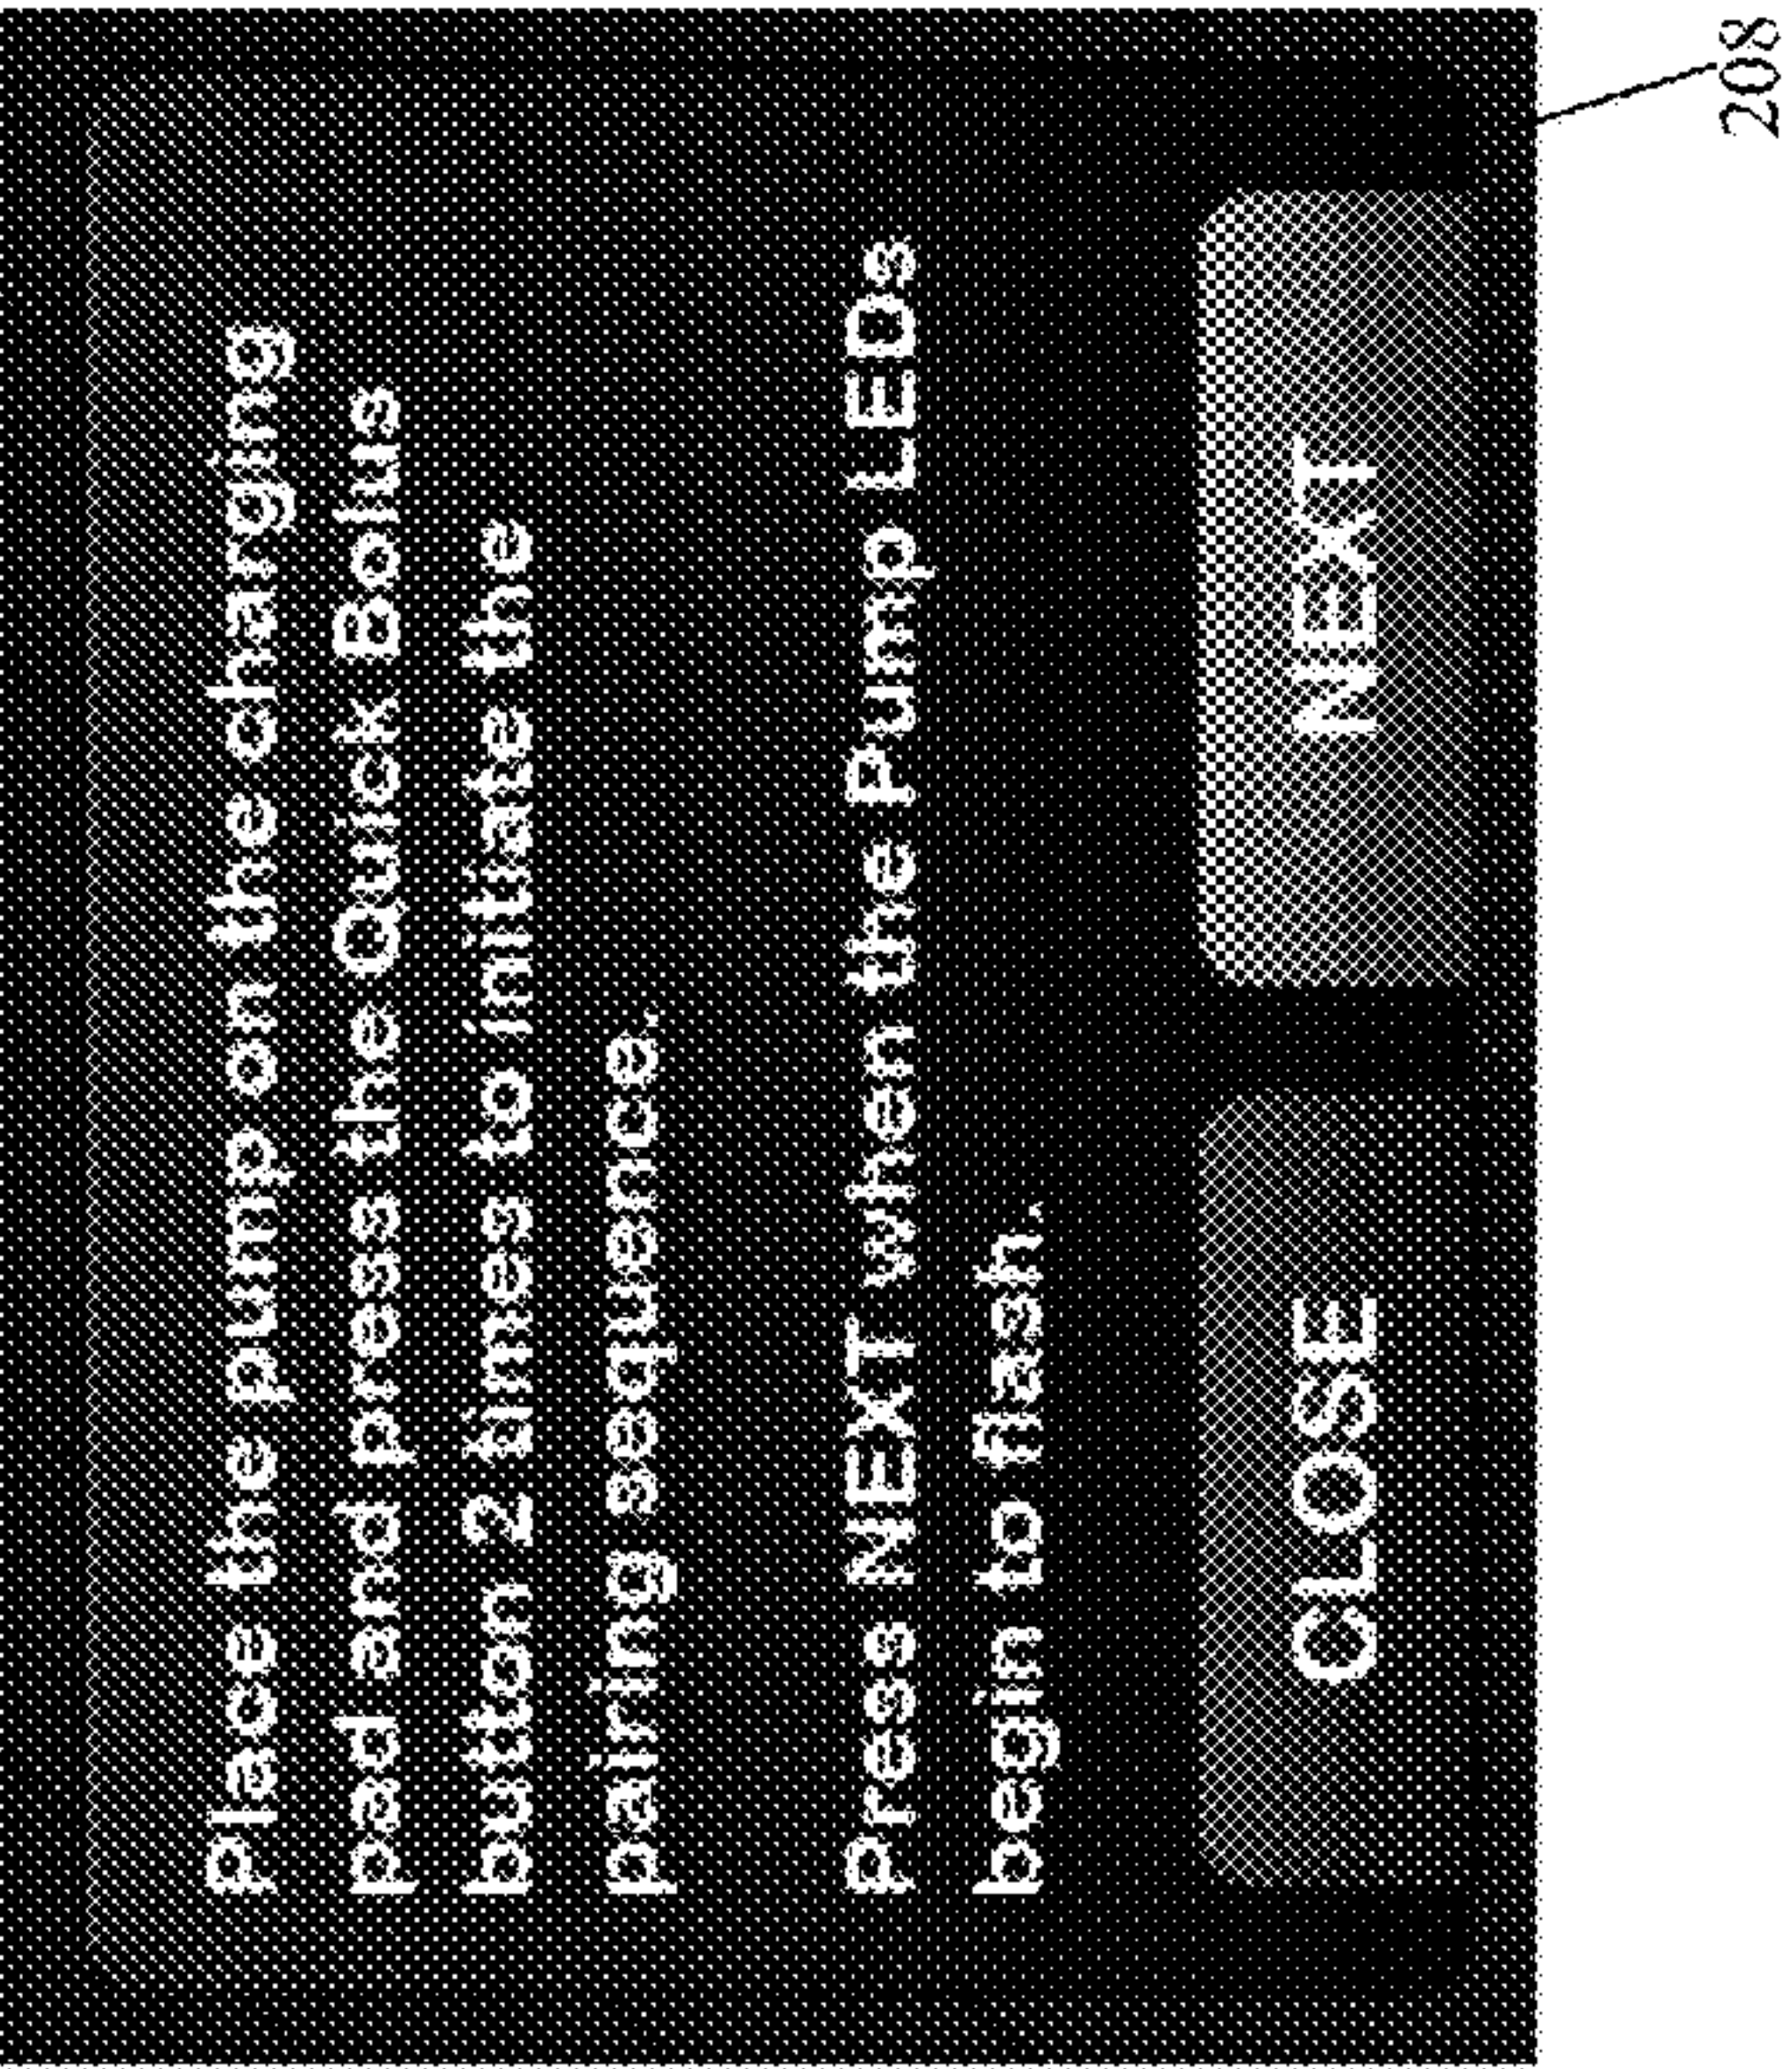 Place the pump on the charging
pad and press the Quick Bolus
button 2 times to initiate the
pairing sequence.
Press NEXT when the Pump LEDs
begin to flash.
CLOSE NEXT
208